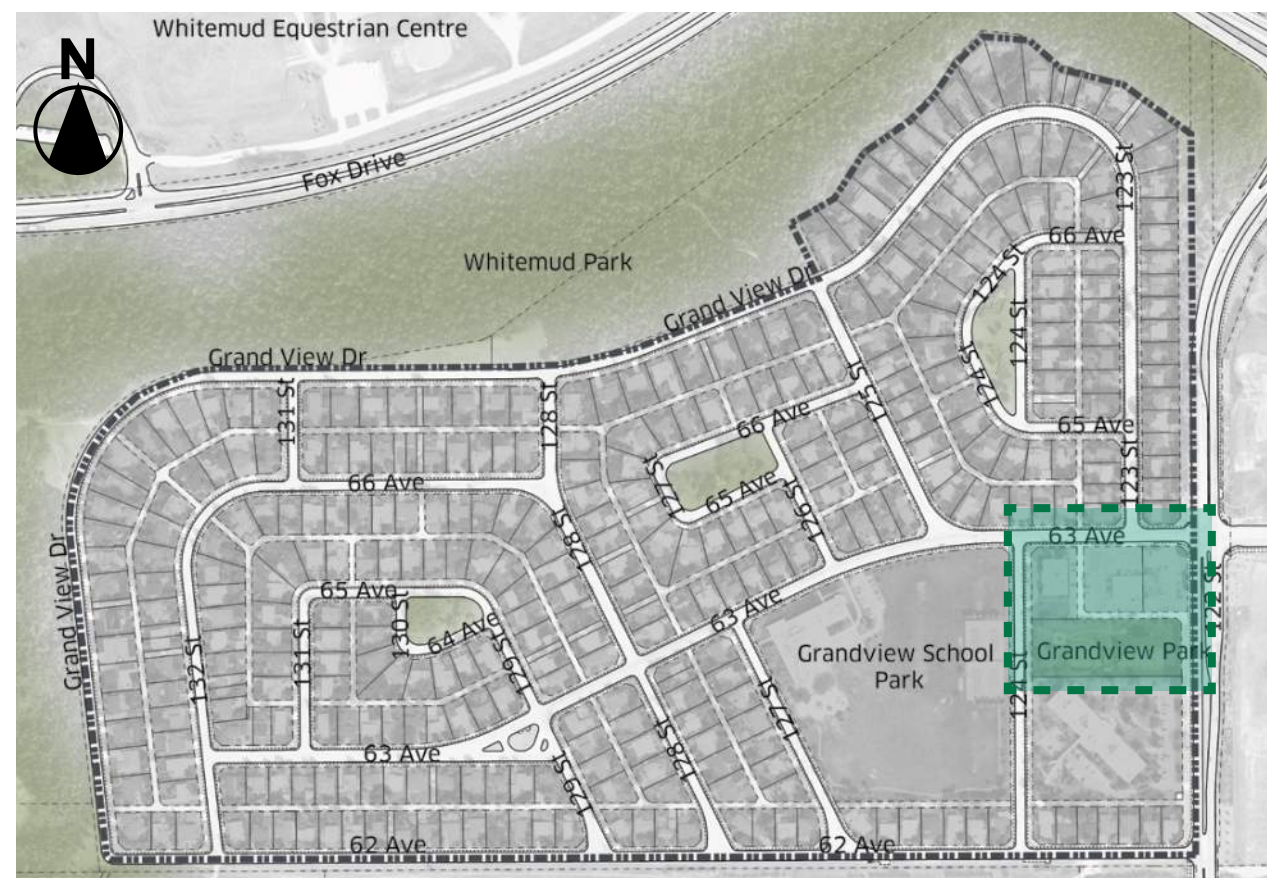 Whitemud Equestrian Centre
N
Fox Drive
123 St
66 Ave
Whitemud Park
124 St
Grand View Dr
124 St
Grand View Dr
124 St
125 St
131 St
128 St
66 Ave
65 Ave
123 St
127 St
65 Ave
66 Ave
126 St
128 St
63 Ave
Grand View Dr
122 St
65 Ave
130 St
63 Ave
64 Ave
131 St
129 St
132 St
Grandview School
Park
Grandview Park
124 St
127 St
128 St
63 Ave
129 St
62 Ave
62 Ave